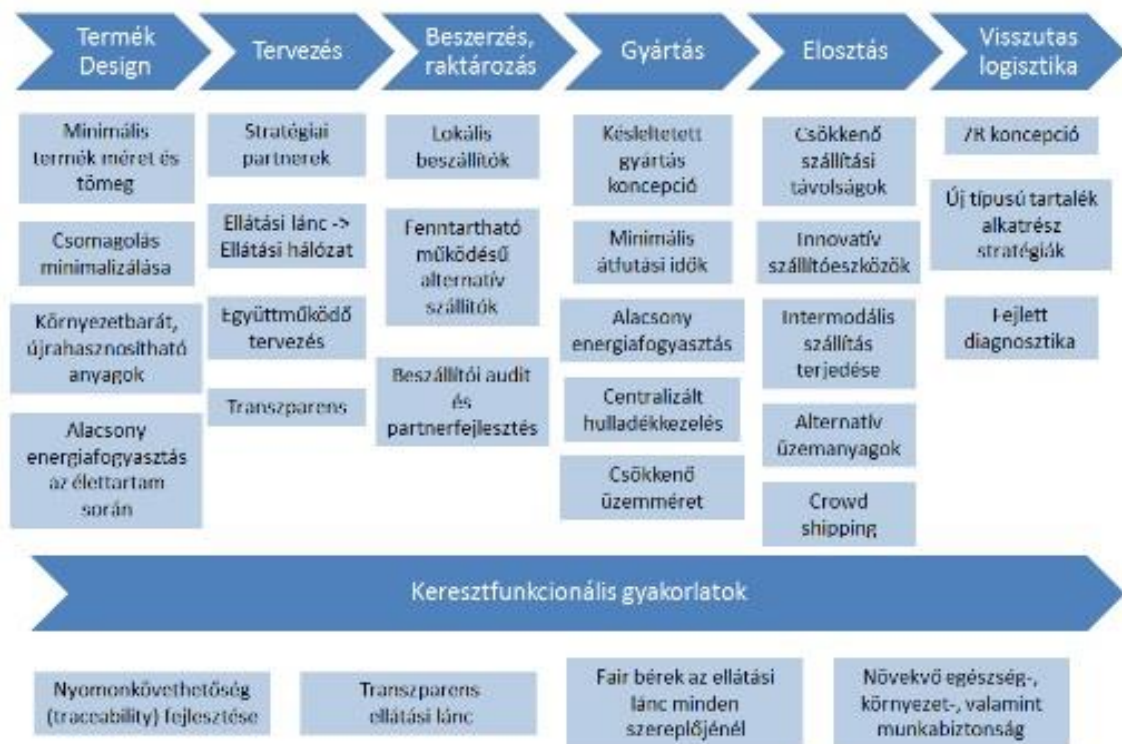 Termék
Design
Tervezés
Beszerzés,
raktározás
Gyártás
Elosztás
Visszutas
logisztika
Minimális
termék méret és
tömeg
Csomagolás
minimalizálása
Környezetbarát,
újrahasznosítható
anyagok
Alacsony
energiafogyasztás
az élettartam
során
Stratégiai
partnerek
Ellátási lánc ->
Ellátási hálózat
Együttműködő
tervezés
Transzparens
Lokális
beszállítók
Fenntartható
működésű
alternatív
szállítók
Beszállítói audit
és
partnerfejlesztés
Késleltetett
gyártás
koncepció
Minimális
átfutási idők
Alacsony
energiafogyasztás
Centralizált
hulladékkezelés
Csökkenő
üzemméret
Csökkenő
szállítási
távolságok
Innovatív
szállítóeszközök
Intermodális
szállítás
terjedése
Alternatív
üzemanyagok
Crowd
shipping
7R koncepció
Új típusú tartalék
alkatrész
stratégiák
Fejlett
diagnosztika
Keresztfunkcionális gyakorlatok
Nyomonkövethetőség
(traceability) fejlesztése
Transzparens
ellátási lánc
Fair bérek az ellátási
lánc minden
szereplőjénél
Növekvő egészség-,
környezet-, valamint
munkabiztonság